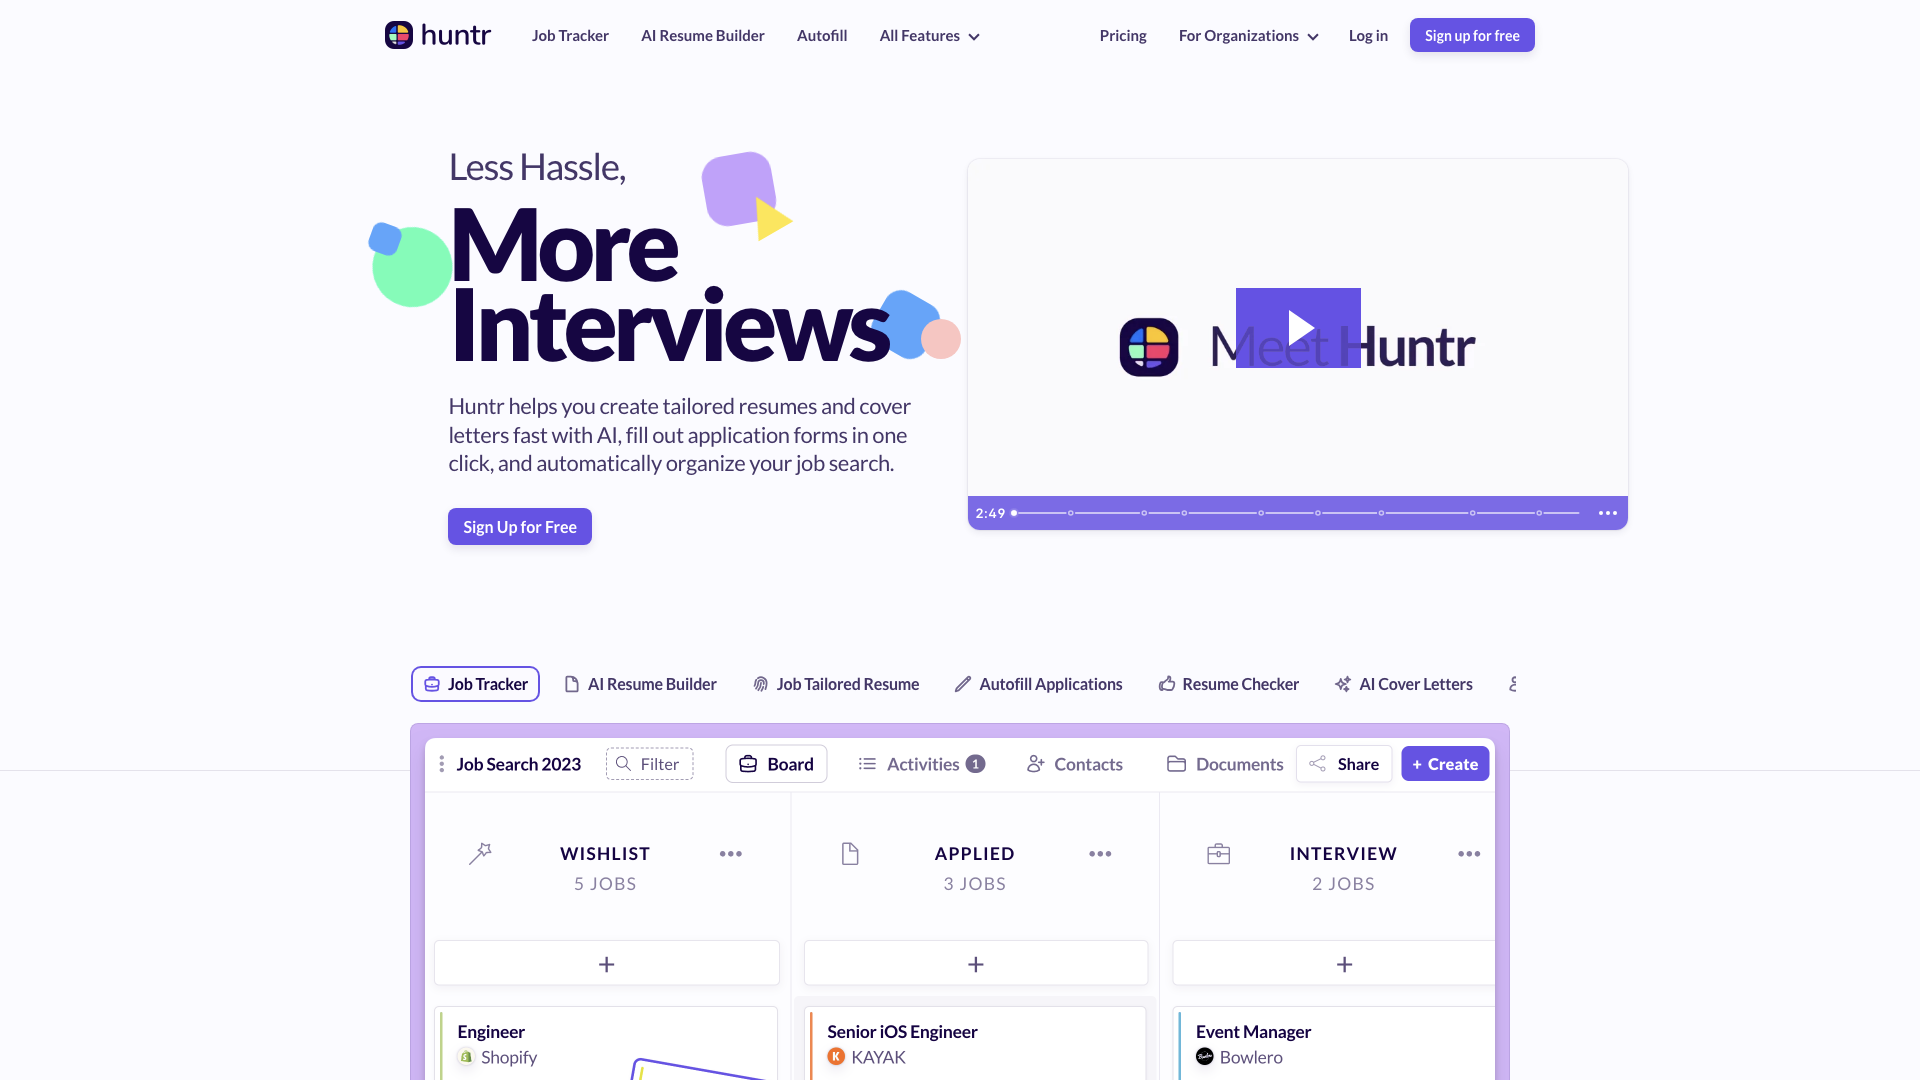 huntr
Job Tracker
AI Resume Builder
Autofill
All Features
Pricing
For Organizations
Log in
Sign up for free
Less Hassle,
More
Interviews
Huntr helps you create tailored resumes and cover
letters fast with AI, fill out application forms in one
click, and automatically organize your job search.
Sign Up for Free
Meet Huntr
2:49
Job Tracker
AI Resume Builder
Job Tailored Resume
Autofill Applications
Resume Checker
AI Cover Letters
Job Search 2023
Filter
Board
Activities 1
Contacts
Documents
Share
+ Create
WISHLIST
5 JOBS
APPLIED
3 JOBS
INTERVIEW
2 JOBS
+
+
+
Engineer
Shopify
Senior iOS Engineer
K KAYAK
Event Manager
Bowlero